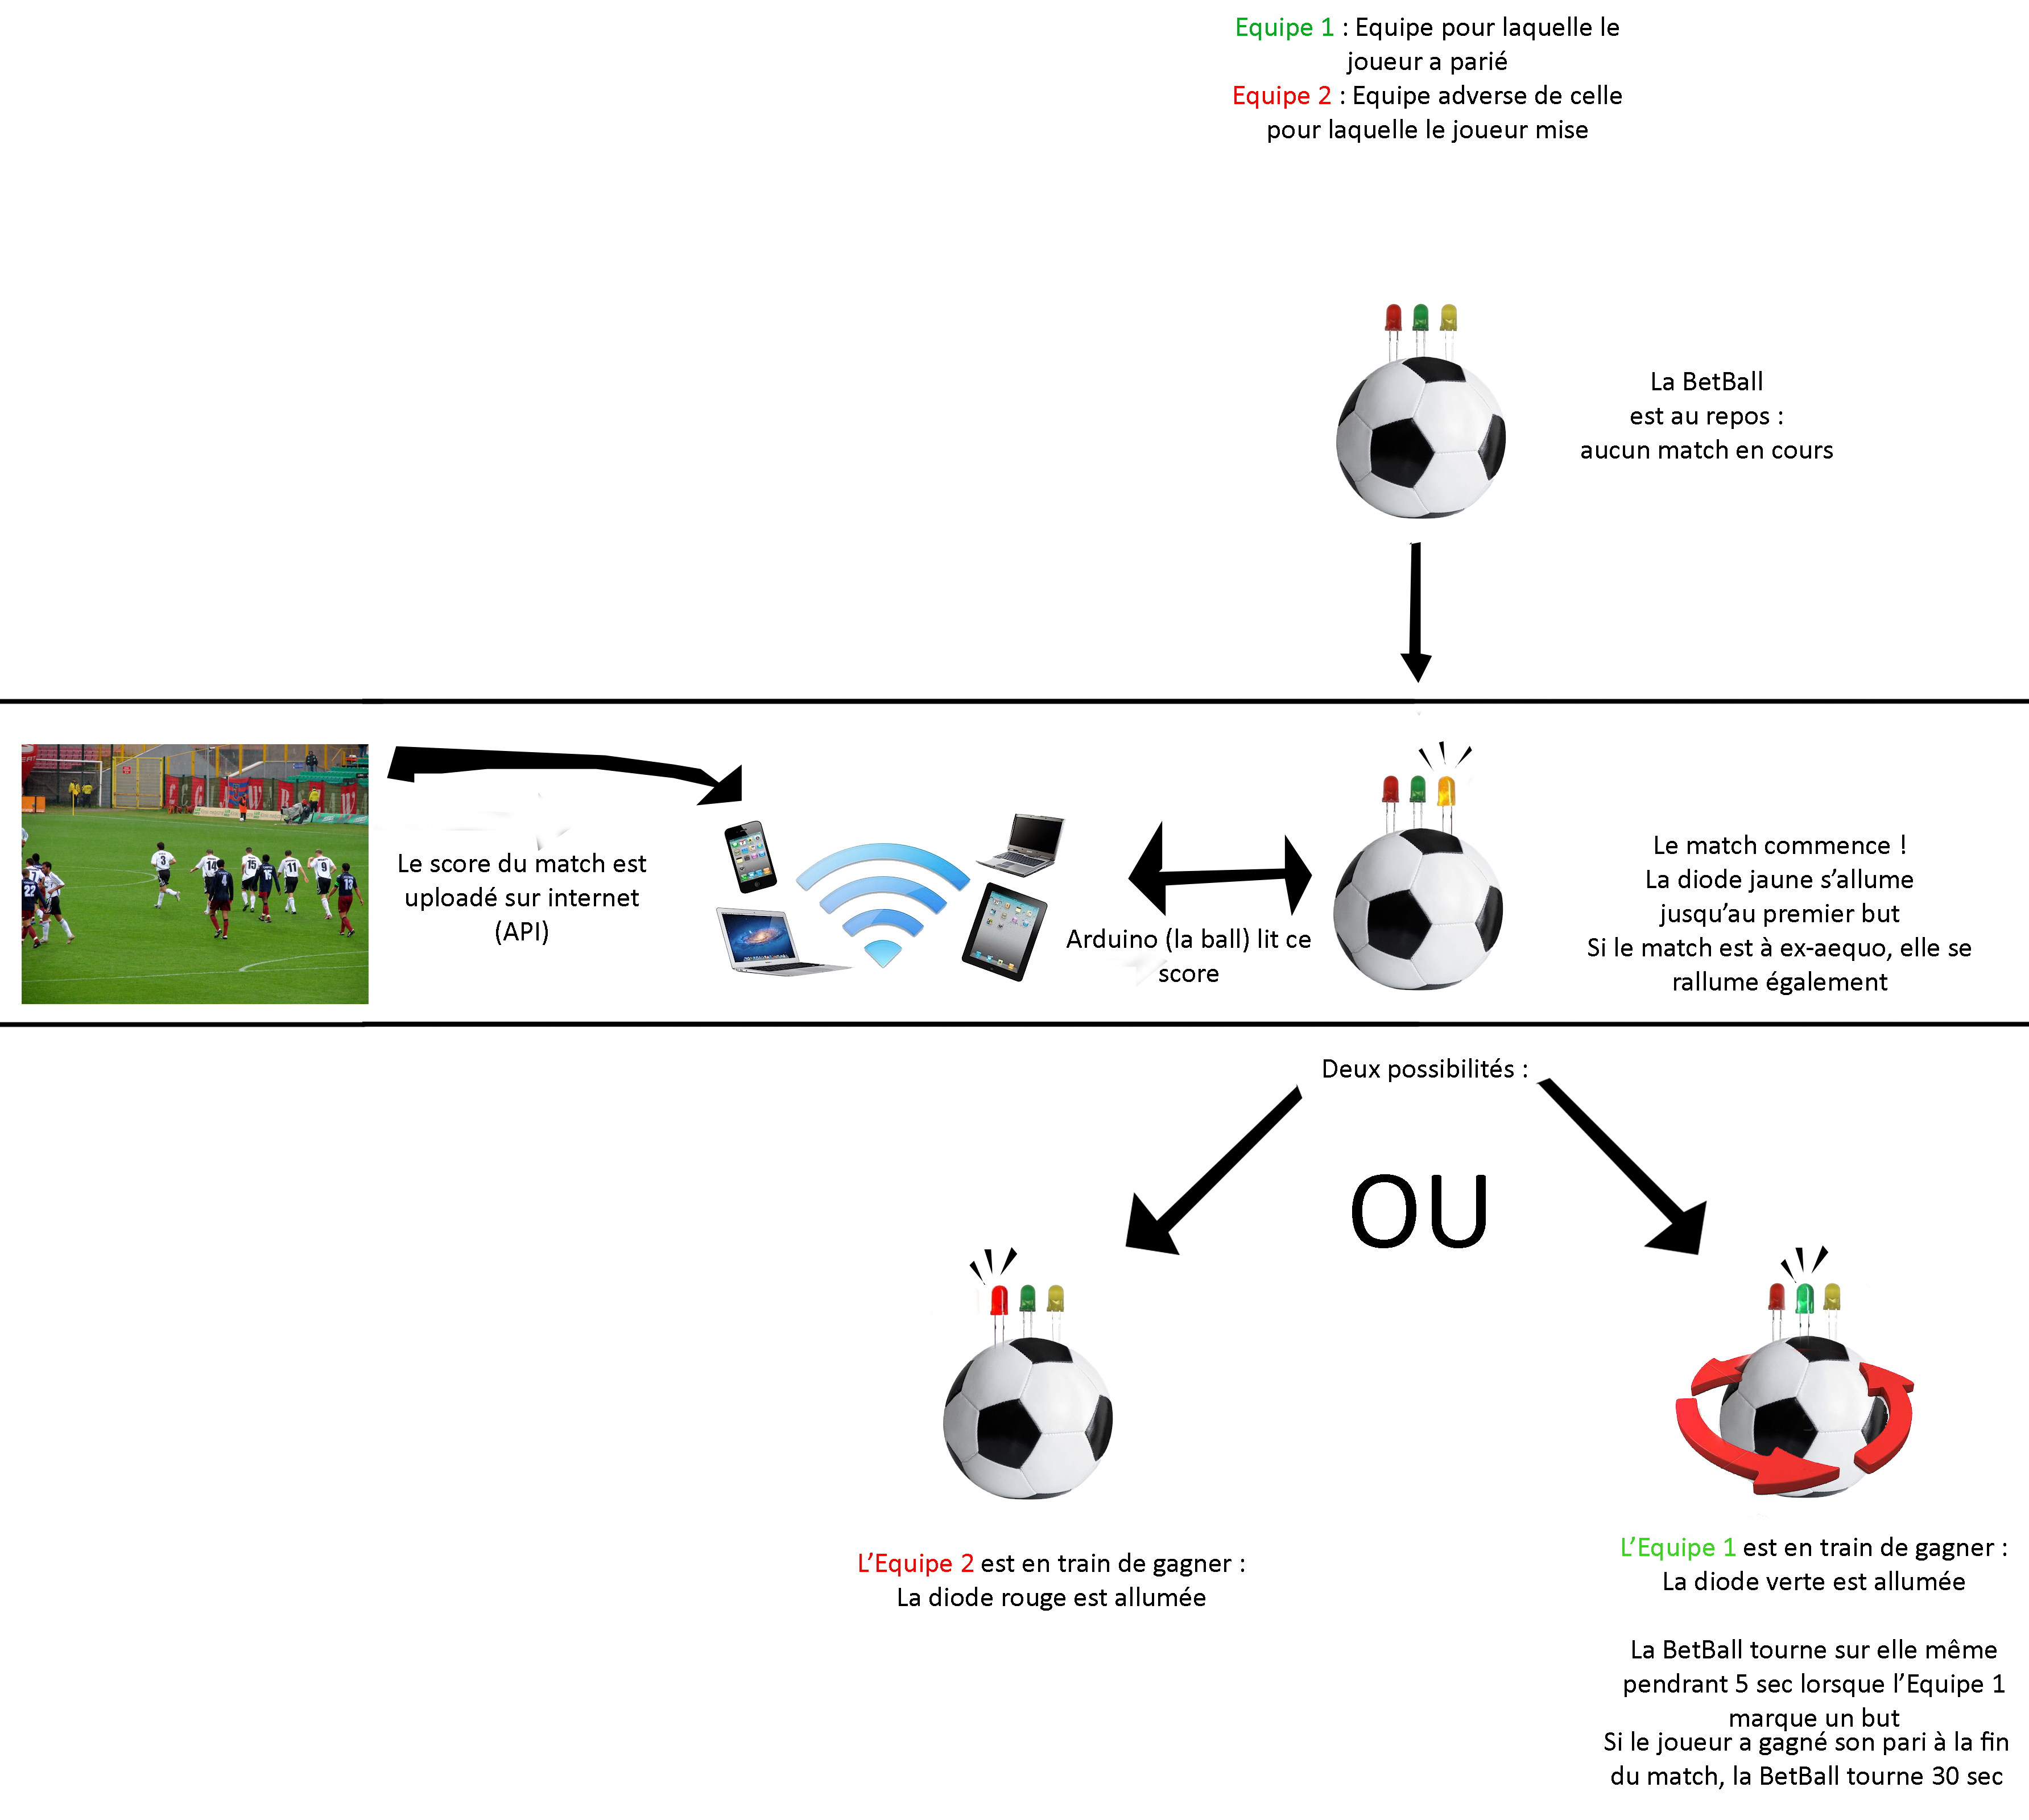 Equipe 1 : Equipe pour laquelle le
joueur a parié
Equipe 2 : Equipe adverse de celle
pour laquelle le joueur mise
La BetBall
est au repos :
aucun match en cours
Le score du match est
uploadé sur internet
(API)
Arduino (la ball) lit ce
score
Le match commence !
La diode jaune s’allume
jusqu’au premier but
Si le match est à ex-aequo, elle se
rallume également
Deux possibilités :
OU
L’Equipe 2 est en train de gagner :
La diode rouge est allumée
L’Equipe 1 est en train de gagner :
La diode verte est allumée
La BetBall tourne sur elle même
pendrant 5 sec lorsque l’Equipe 1
marque un but
Si le joueur a gagné son pari à la fin
du match, la BetBall tourne 30 sec